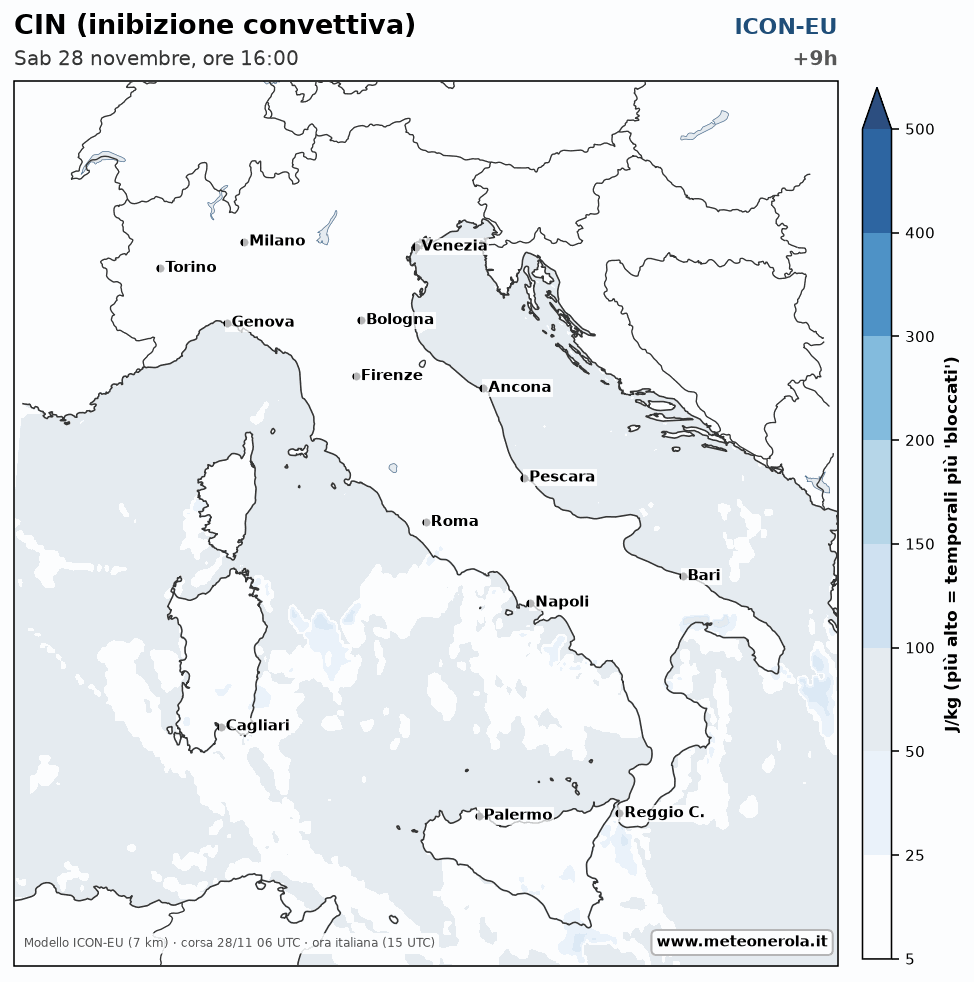 CIN (inibizione convettiva)
ICON-EU
Sab 28 novembre, ore 16:00
+9h
Milano
Venezia
Torino
Genova
Bologna
Firenze
Ancona
Pescara
Roma
Bari
Napoli
Cagliari
Palermo
Reggio C.
500
400
300
200
150
100
50
25
5
J/kg (più alto = temporali più 'bloccati')
Modello ICON-EU (7 km) · corsa 28/11 06 UTC · ora italiana (15 UTC)
www.meteonerola.it